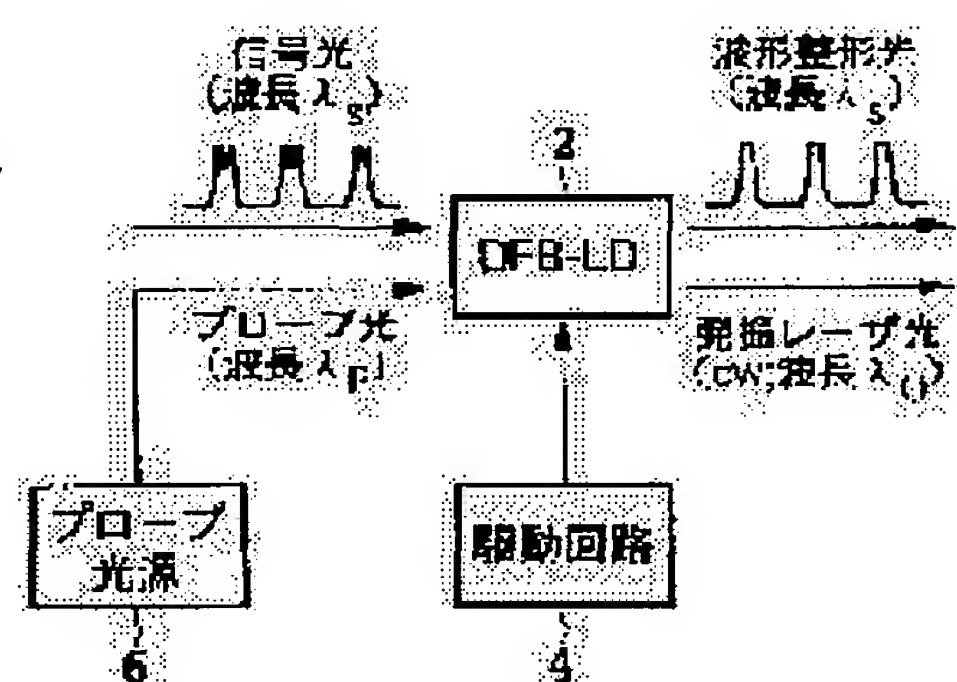 信号光
(波長λs)
波形整形光
(波長λs)
2
DFB-LD
プローブ光
(波長λp)
発振レーザ光
(CW;波長λ0)
プローブ
光源
駆動回路
6
4